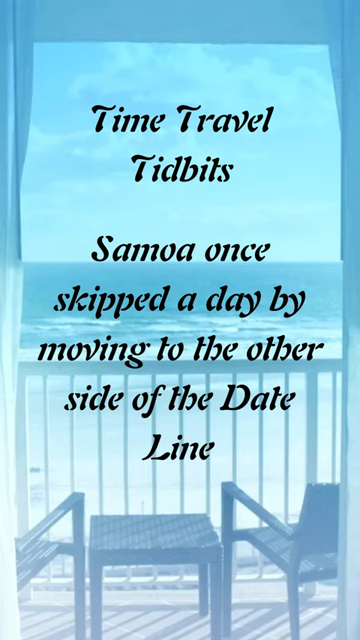 Time Travel
Tidbits
Samoa once
skipped a day by
moving to the other
side of the Date
Line